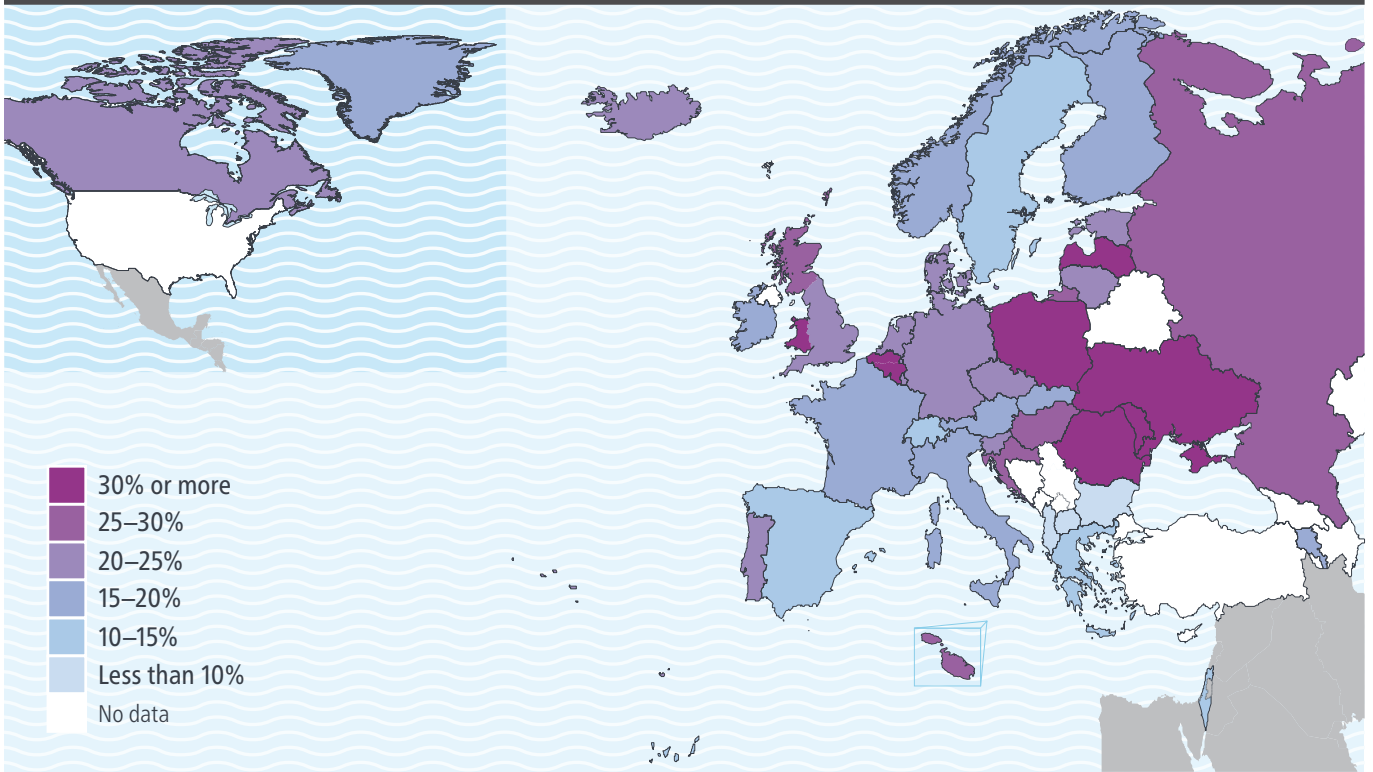 30% or more
25–30%
20–25%
15–20%
10–15%
Less than 10%
No data